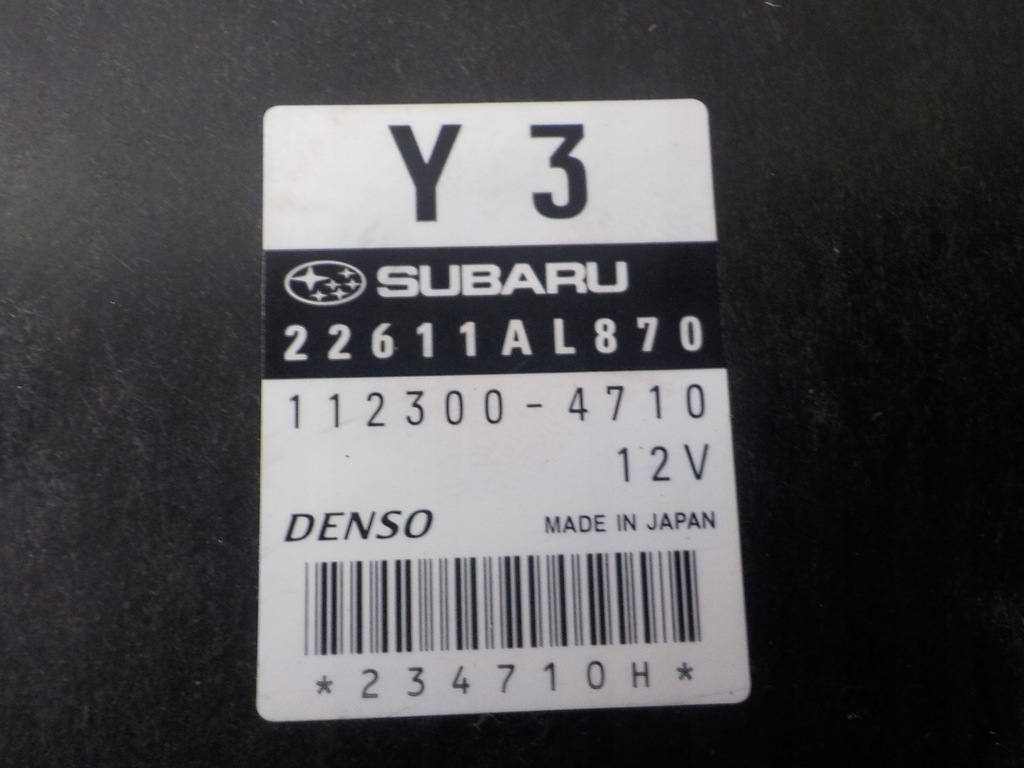 Y 3
SUBARU
22611AL870
112300-4710
12V
DENSO MADE IN JAPAN
*234710H*